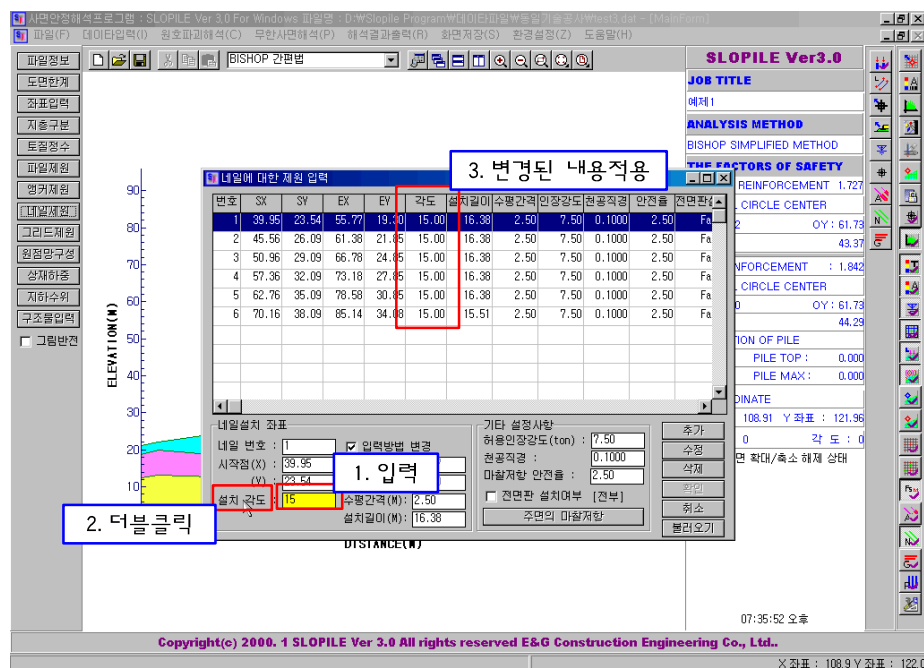 사면안정해석프로그램 : SLOPILE Ver 3.0 For Windows 파일명 : D:₩Slopile Program₩데이터파일₩동일기술공사₩test3.dat - [MainForm]
파일(F) 데이터입력(I) 원호파괴해석(C) 무한사면해석(P) 해석결과출력(R) 화면저장(S) 환경설정(Z) 도움말(H)
파일정보
도면한계
좌표입력
지층구분
토질정수
파일제원
앵커제원
네일제원
그리드제원
원점망구성
상재하중
지하수위
구조물입력
그림반전
BISHOP 간편법
ELEVATION(M)
90
80
70
60
50
40
30
20
10
DISTANCE(M)
네일에 대한 제원 입력
3. 변경된 내용적용
번호 SX SY EX EY 각도 설치길이 수평간격 인장강도 천공직경 안전율 전면판
1 39.95 23.54 55.77 19.30 15.00 16.38 2.50 7.50 0.1000 2.50 Fa
2 45.56 26.09 61.38 21.85 15.00 16.38 2.50 7.50 0.1000 2.50 Fa
3 50.96 29.09 66.78 24.85 15.00 16.38 2.50 7.50 0.1000 2.50 Fa
4 57.36 32.09 73.18 27.85 15.00 16.38 2.50 7.50 0.1000 2.50 Fa
5 62.76 35.09 78.58 30.85 15.00 16.38 2.50 7.50 0.1000 2.50 Fa
6 70.16 38.09 85.14 34.08 15.00 15.51 2.50 7.50 0.1000 2.50 Fa
네일설치 좌표
네일 번호 : 1
입력방법 변경
시작점(X) : 39.95
(Y) : 23.54
설치 각도 : 15
수평간격(M): 2.50
설치길이(M): 16.38
1. 입력
2. 더블클릭
기타 설정사항
허용인장강도(ton) : 7.50
천공직경 : 0.1000
마찰저항 안전율 : 2.50
전면판 설치여부 [전부]
주면의 마찰저항
추가
수정
삭제
확인
취소
불러오기
SLOPILE Ver3.0
JOB TITLE
예제1
ANALYSIS METHOD
BISHOP SIMPLIFIED METHOD
THE FACTORS OF SAFETY
REINFORCEMENT 1.727
CIRCLE CENTER
2 OY : 61.73
43.37
NFORCEMENT : 1.842
CIRCLE CENTER
0 OY : 61.73
44.29
ION OF PILE
PILE TOP : 0.000
PILE MAX : 0.000
DINATE
108.91 Y 좌표 : 121.96
0 각 도 : 0
면 확대/축소 해제 상태
07:35:52 오후
Copyright(c) 2000. 1 SLOPILE Ver 3.0 All rights reserved E&G Construction Engineering Co., Ltd..
X 좌표 : 108.9 Y 좌표 : 122.0